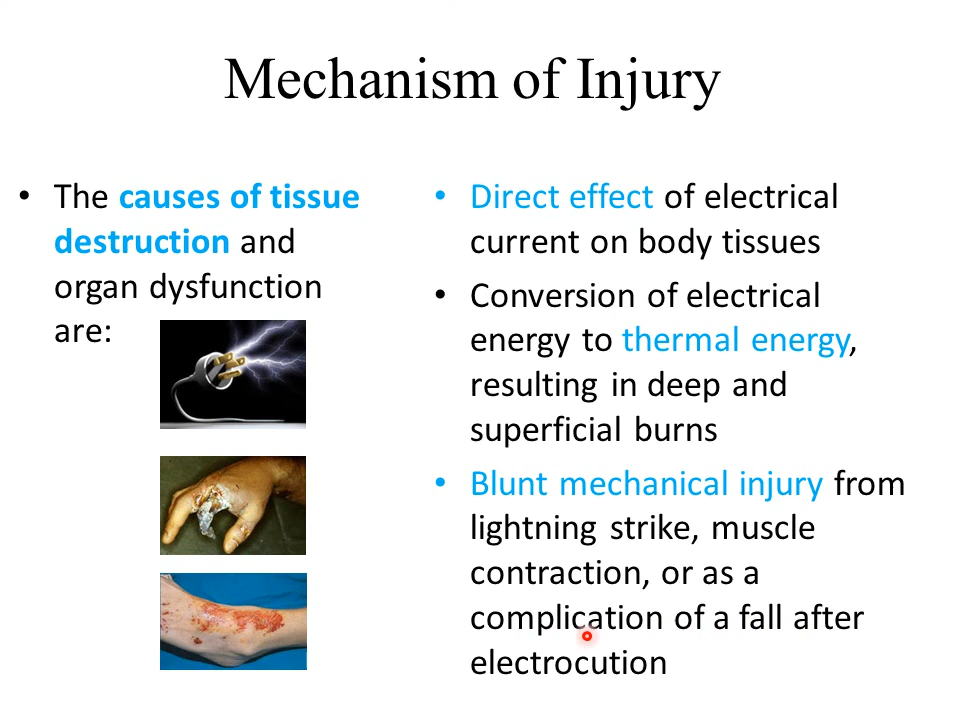 Mechanism of Injury
• The causes of tissue
destruction and
organ dysfunction
are:
• Direct effect of electrical
current on body tissues
• Conversion of electrical
energy to thermal energy,
resulting in deep and
superficial burns
• Blunt mechanical injury from
lightning strike, muscle
contraction, or as a
complication of a fall after
electrocution